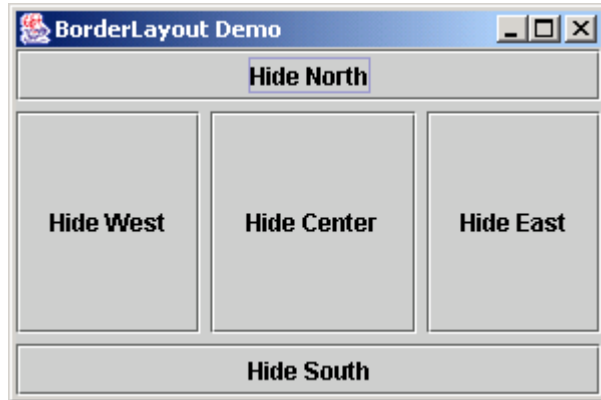 BorderLayout Demo
Hide North
Hide West
Hide Center
Hide East
Hide South